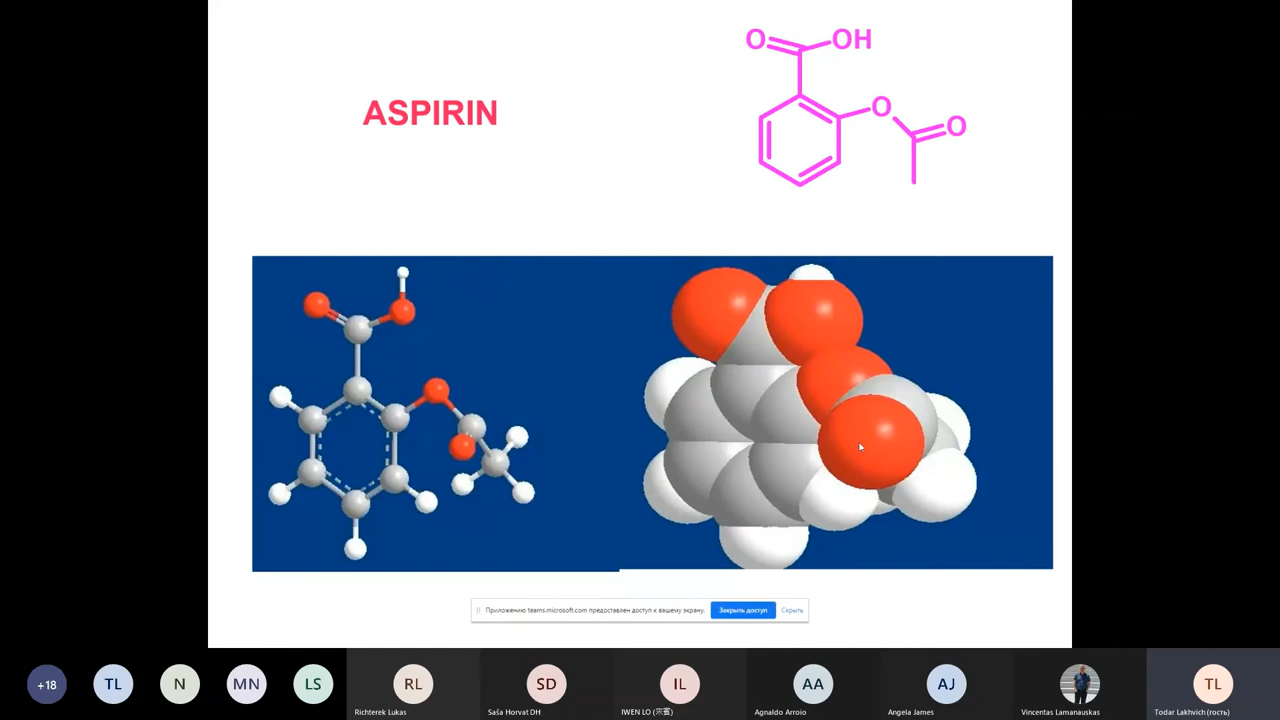 ASPIRIN
O OH
O
O
Приложению teams.microsoft.com предоставлен доступ к вашему экрану.
Закрыть доступ
Скрыть
+18
TL
N
MN
LS
RL
SD
IL
AA
AJ
TL
Richterek Lukas
Saša Horvat DH
IWEN LO
Agnaldo Arroio
Angela James
Vincentas Lamanauskas
Todar Lakhvich (гость)